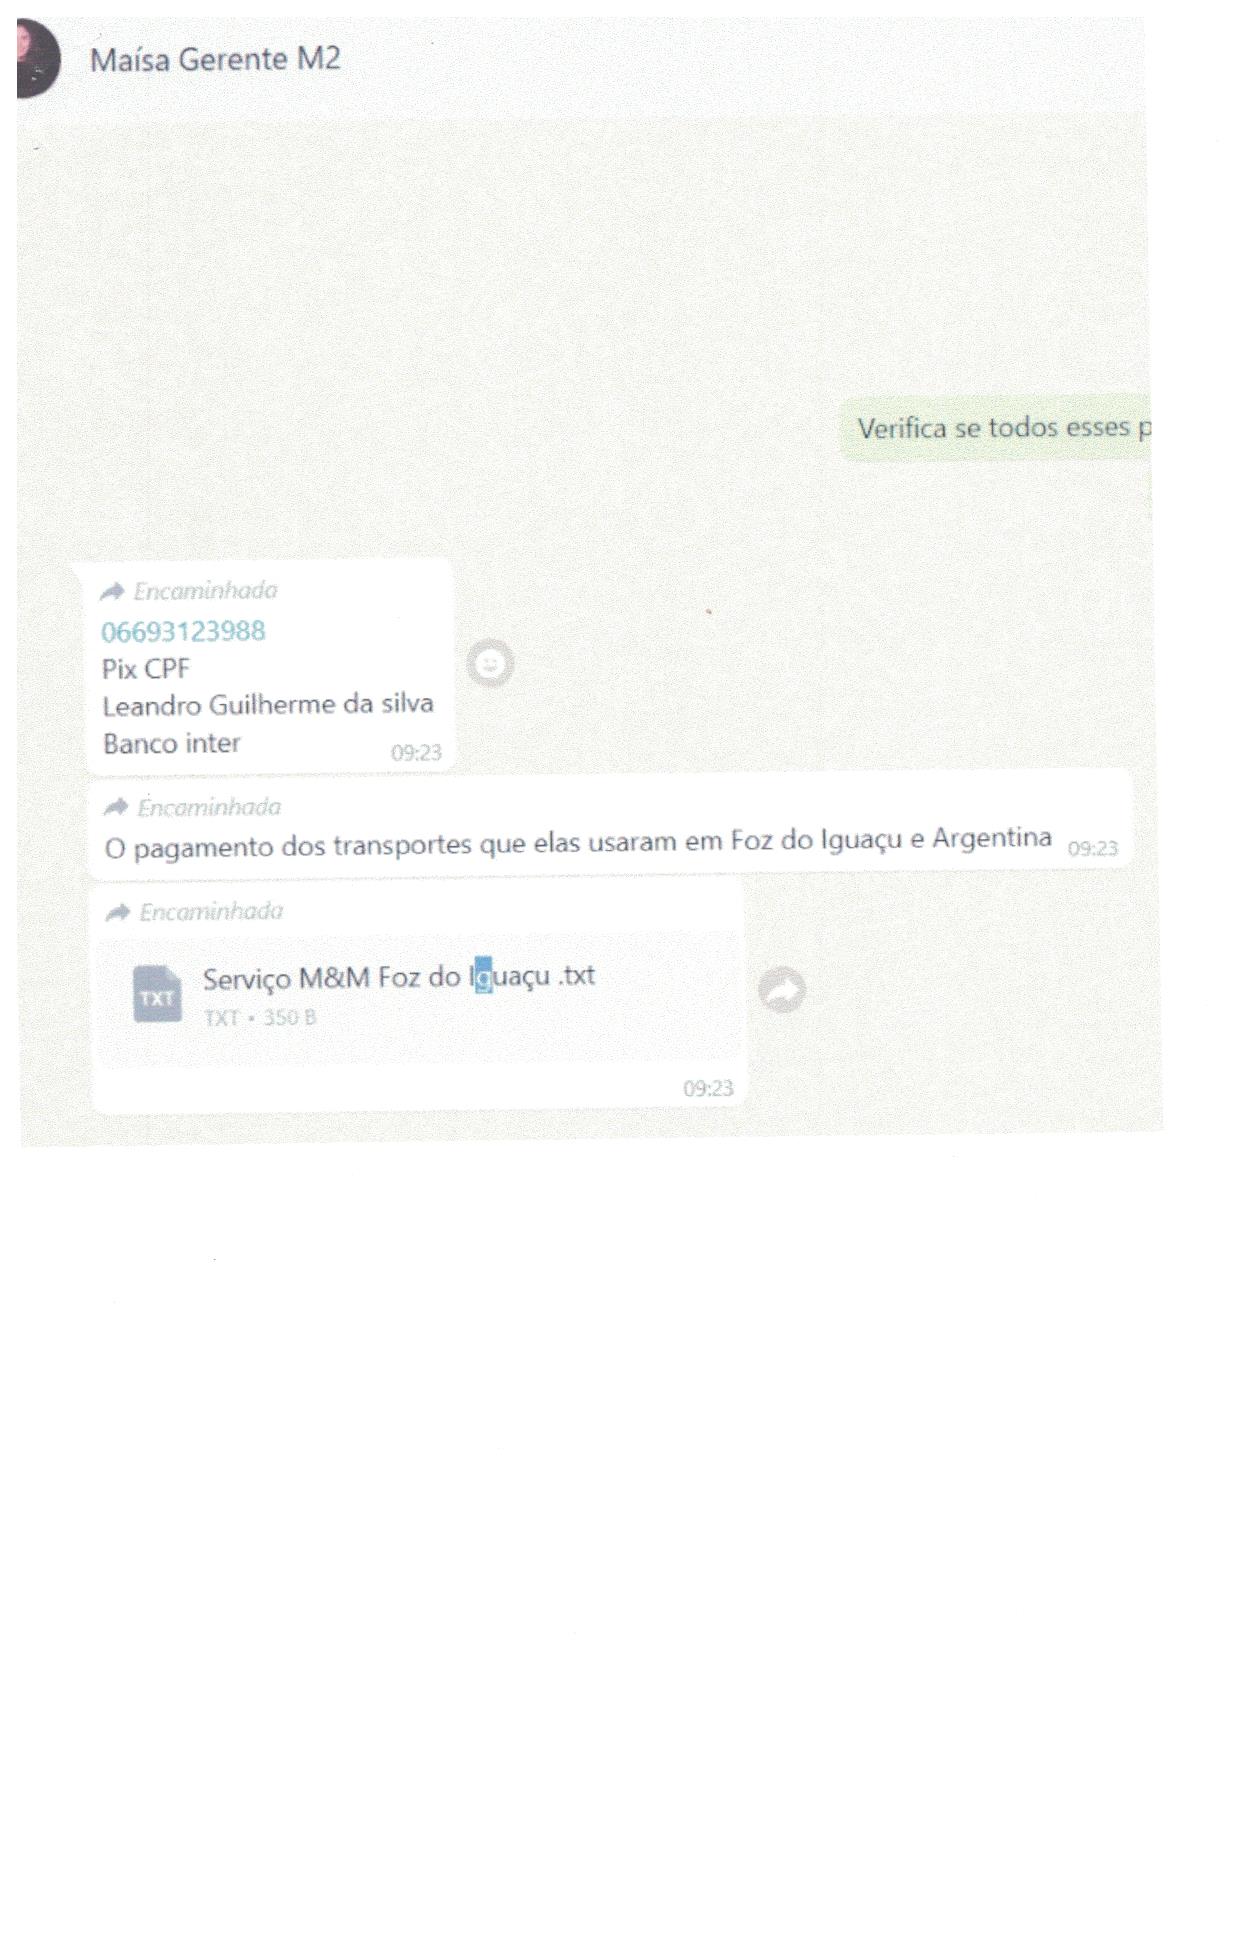 Maísa Gerente M2
Verifica se todos esses p
Encaminhada
06693123988
Pix CPF
Leandro Guilherme da silva
Banco inter
09:23
Encaminhada
O pagamento dos transportes que elas usaram em Foz do Iguaçu e Argentina
09:23
Encaminhada
TXT
Serviço M&M Foz do Iguaçu .txt
TXT • 350 B
09:23